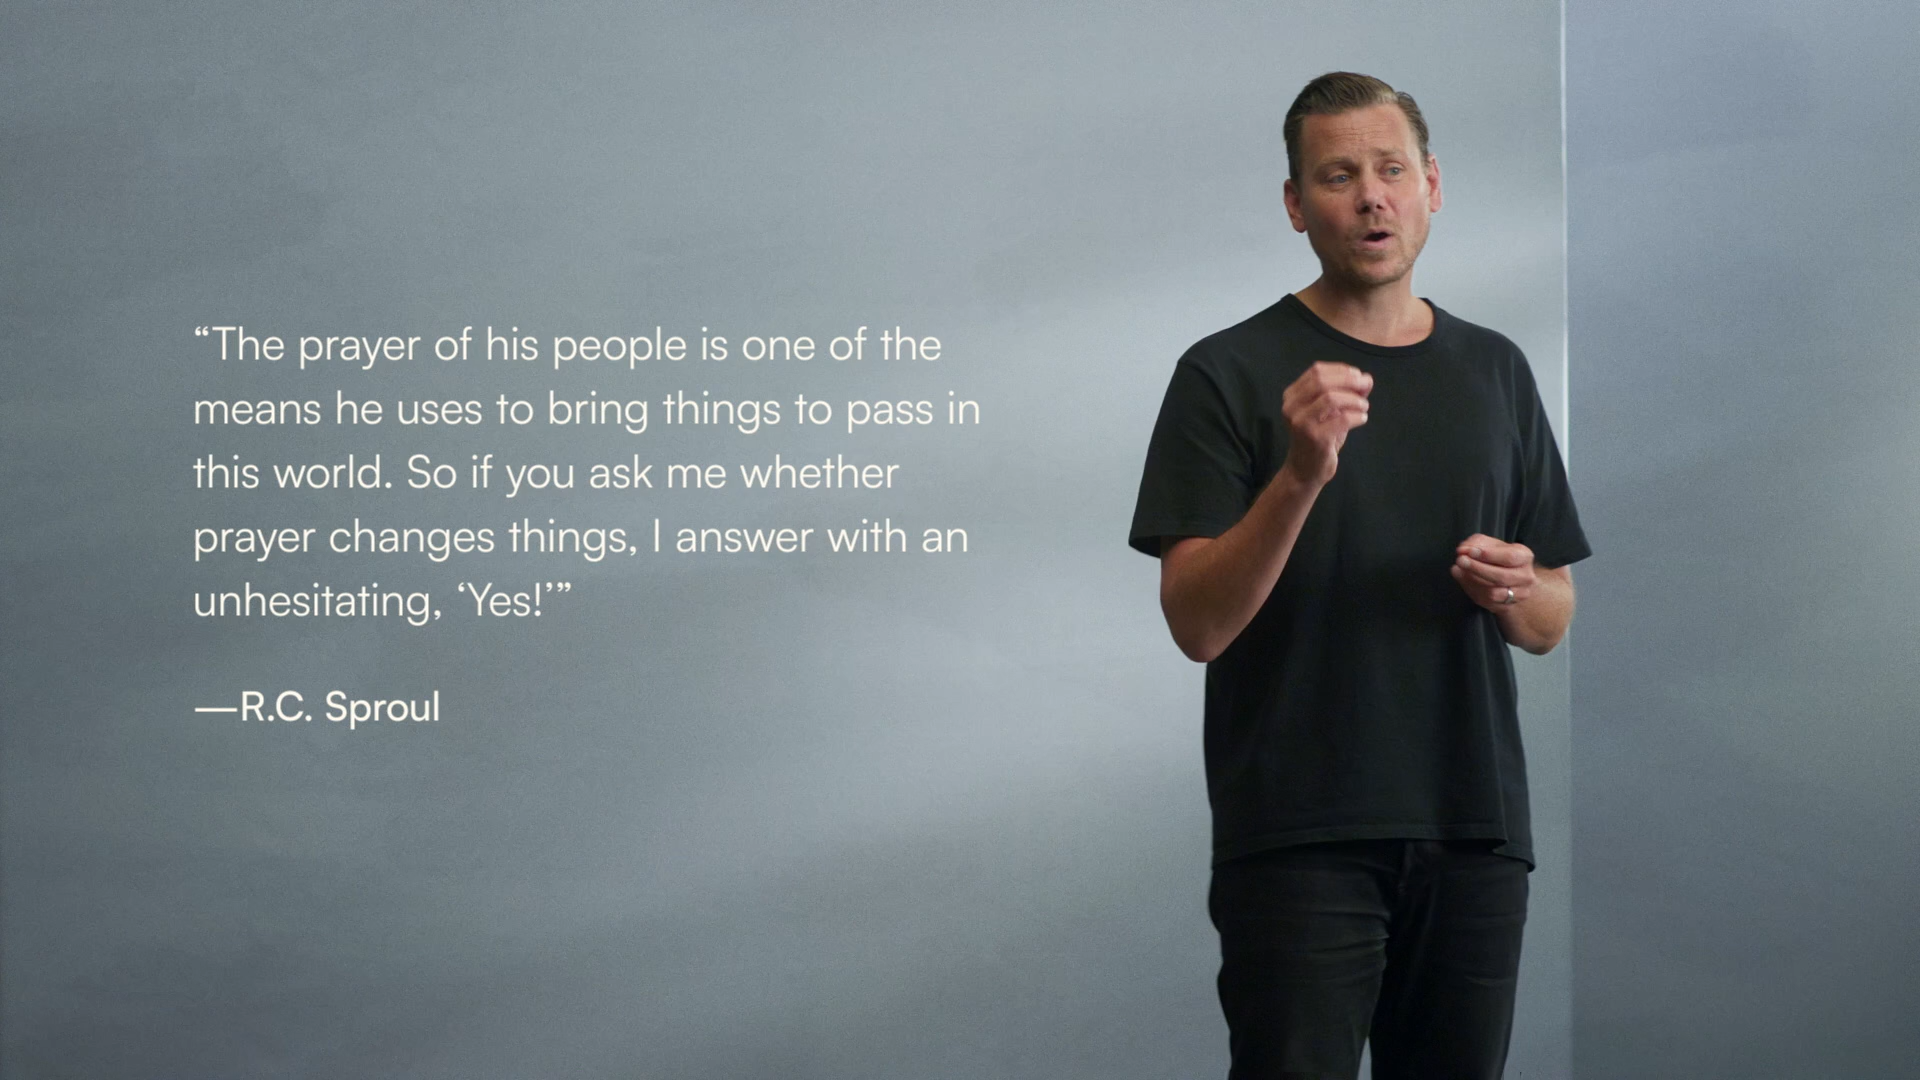 “The prayer of his people is one of the
means he uses to bring things to pass in
this world. So if you ask me whether
prayer changes things, I answer with an
unhesitating, ‘Yes!’”
—R.C. Sproul